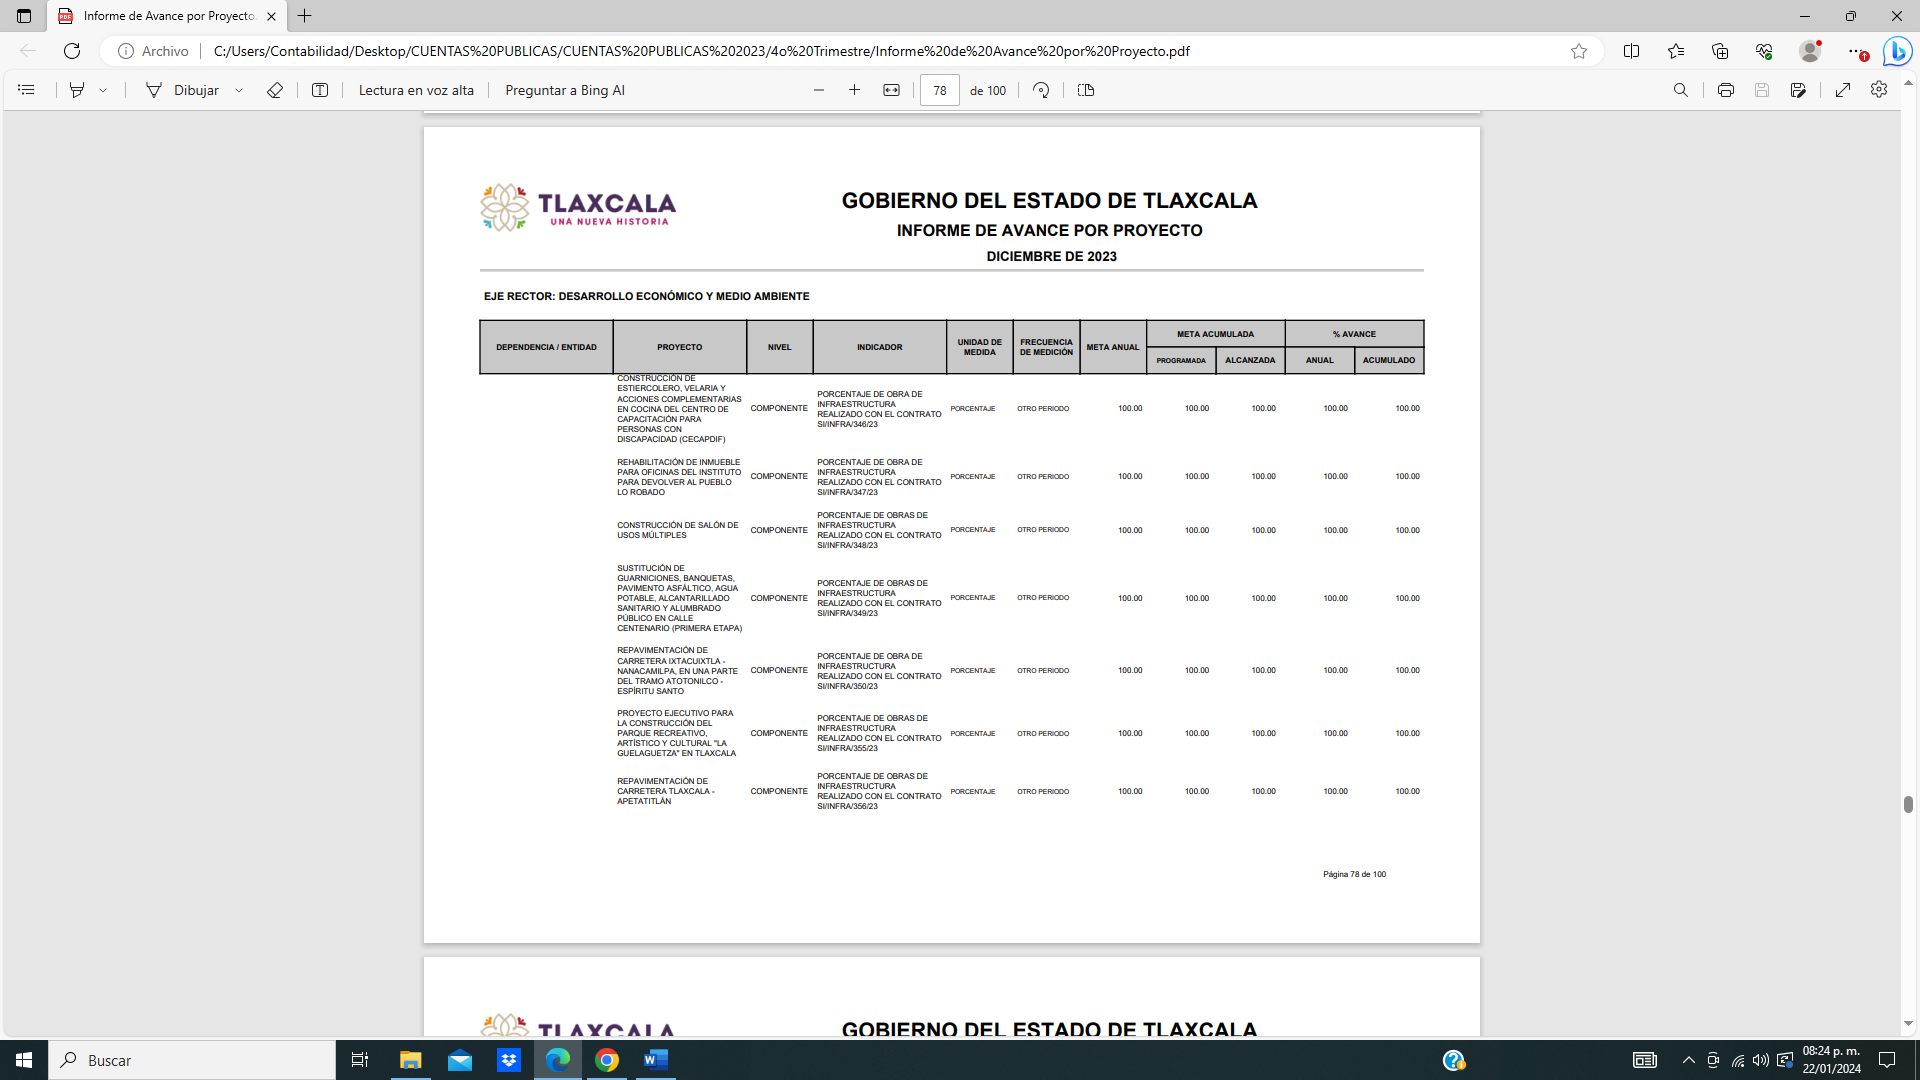 Informe de Avance por Proyecto.
Archivo
C:/Users/Contabilidad/Desktop/CUENTAS%20PUBLICAS/CUENTAS%20PUBLICAS%202023/4o%20Trimestre/Informe%20de%20Avance%20por%20Proyecto.pdf
Dibujar
Lectura en voz alta
Preguntar a Bing AI
78 de 100
TLAXCALA
UNA NUEVA HISTORIA
GOBIERNO DEL ESTADO DE TLAXCALA
INFORME DE AVANCE POR PROYECTO
DICIEMBRE DE 2023
EJE RECTOR: DESARROLLO ECONÓMICO Y MEDIO AMBIENTE
DEPENDENCIA / ENTIDAD
PROYECTO
NIVEL
INDICADOR
UNIDAD DE
MEDIDA
FRECUENCIA
DE MEDICIÓN
META ANUAL
META ACUMULADA
PROGRAMADA
ALCANZADA
% AVANCE
ANUAL
ACUMULADO
CONSTRUCCIÓN DE
ESTIERCOLERO, VELARIA Y
ACCIONES COMPLEMENTARIAS
EN COCINA DEL CENTRO DE
CAPACITACIÓN PARA
PERSONAS CON
DISCAPACIDAD (CECAPDIF)
COMPONENTE
PORCENTAJE DE OBRA DE
INFRAESTRUCTURA
REALIZADO CON EL CONTRATO
SI/INFRA/346/23
PORCENTAJE
OTRO PERIODO
100.00 100.00 100.00 100.00 100.00
REHABILITACIÓN DE INMUEBLE
PARA OFICINAS DEL INSTITUTO
PARA DEVOLVER AL PUEBLO
LO ROBADO
COMPONENTE
PORCENTAJE DE OBRA DE
INFRAESTRUCTURA
REALIZADO CON EL CONTRATO
SI/INFRA/347/23
PORCENTAJE
OTRO PERIODO
100.00 100.00 100.00 100.00 100.00
CONSTRUCCIÓN DE SALÓN DE
USOS MÚLTIPLES
COMPONENTE
PORCENTAJE DE OBRAS DE
INFRAESTRUCTURA
REALIZADO CON EL CONTRATO
SI/INFRA/348/23
PORCENTAJE
OTRO PERIODO
100.00 100.00 100.00 100.00 100.00
SUSTITUCIÓN DE
GUARNICIONES, BANQUETAS,
PAVIMENTO ASFÁLTICO, AGUA
POTABLE, ALCANTARILLADO
SANITARIO Y ALUMBRADO
PÚBLICO EN CALLE
CENTENARIO (PRIMERA ETAPA)
COMPONENTE
PORCENTAJE DE OBRAS DE
INFRAESTRUCTURA
REALIZADO CON EL CONTRATO
SI/INFRA/349/23
PORCENTAJE
OTRO PERIODO
100.00 100.00 100.00 100.00 100.00
REPAVIMENTACIÓN DE
CARRETERA IXTACUIXTLA -
NANACAMILPA, EN UNA PARTE
DEL TRAMO ATOTONILCO -
ESPÍRITU SANTO
COMPONENTE
PORCENTAJE DE OBRA DE
INFRAESTRUCTURA
REALIZADO CON EL CONTRATO
SI/INFRA/350/23
PORCENTAJE
OTRO PERIODO
100.00 100.00 100.00 100.00 100.00
PROYECTO EJECUTIVO PARA
LA CONSTRUCCIÓN DEL
PARQUE RECREATIVO,
ARTÍSTICO Y CULTURAL "LA
GUELAGUETZA" EN TLAXCALA
COMPONENTE
PORCENTAJE DE OBRAS DE
INFRAESTRUCTURA
REALIZADO CON EL CONTRATO
SI/INFRA/355/23
PORCENTAJE
OTRO PERIODO
100.00 100.00 100.00 100.00 100.00
REPAVIMENTACIÓN DE
CARRETERA TLAXCALA -
APETATITLÁN
COMPONENTE
PORCENTAJE DE OBRAS DE
INFRAESTRUCTURA
REALIZADO CON EL CONTRATO
SI/INFRA/356/23
PORCENTAJE
OTRO PERIODO
100.00 100.00 100.00 100.00 100.00
Página 78 de 100
TLAXCALA
GOBIERNO DEL ESTADO DE TLAXCALA
Buscar
08:24 p. m.
22/01/2024